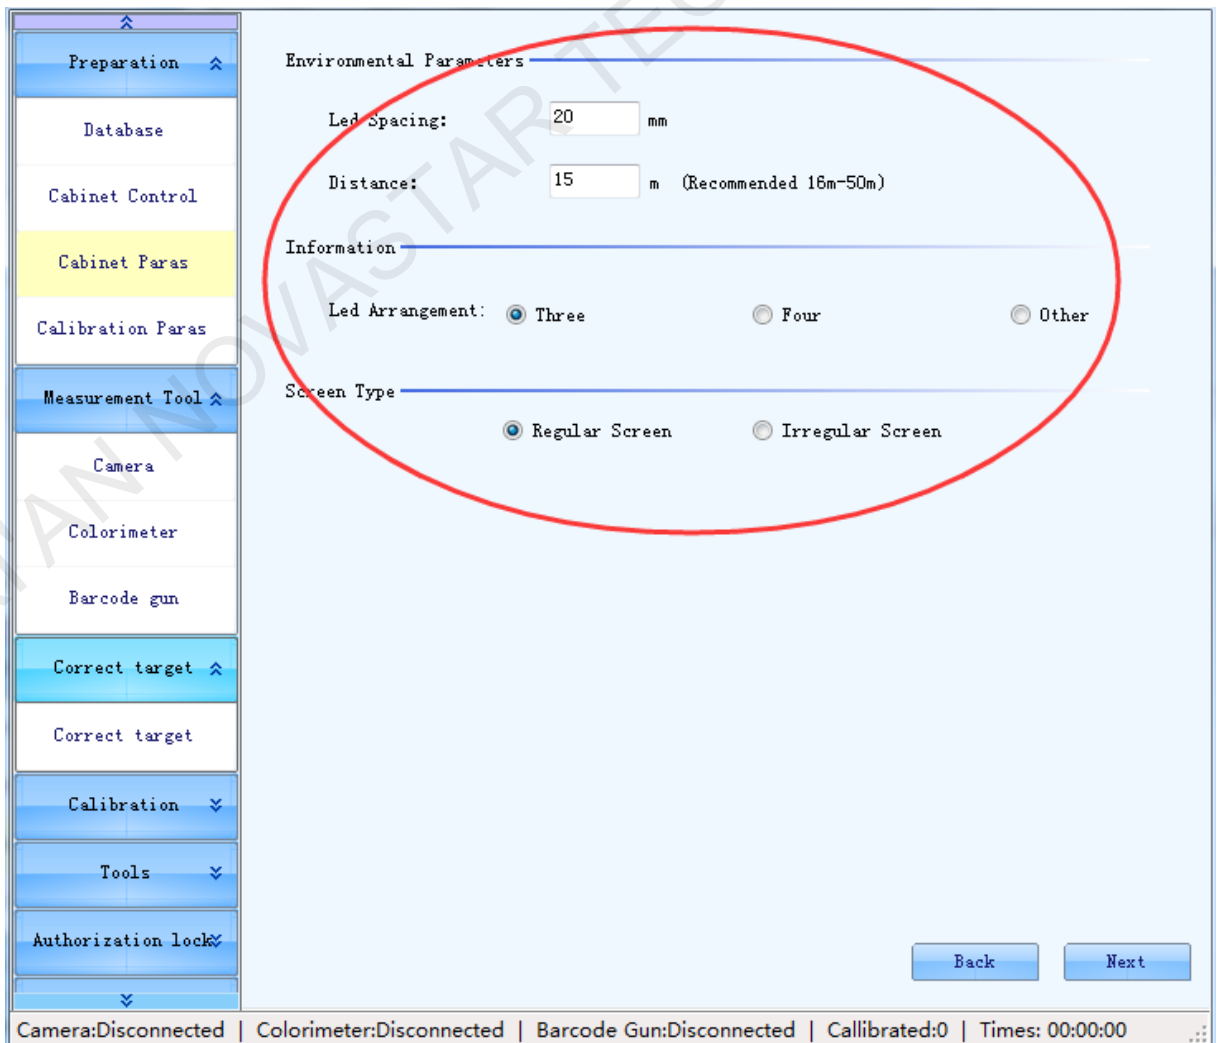 Preparation
Database
Cabinet Control
Cabinet Paras
Calibration Paras
Measurement Tool
Camera
Colorimeter
Barcode gun
Correct target
Correct target
Calibration
Tools
Authorization lock
Environmental Parameters
Led Spacing: 20 mm
Distance: 15 m (Recommended 16m-50m)
Information
Led Arrangement: Three Four Other
Screen Type
Regular Screen Irregular Screen
Back Next
Camera:Disconnected | Colorimeter:Disconnected | Barcode Gun:Disconnected | Callibrated:0 | Times: 00:00:00
NOVASTAR